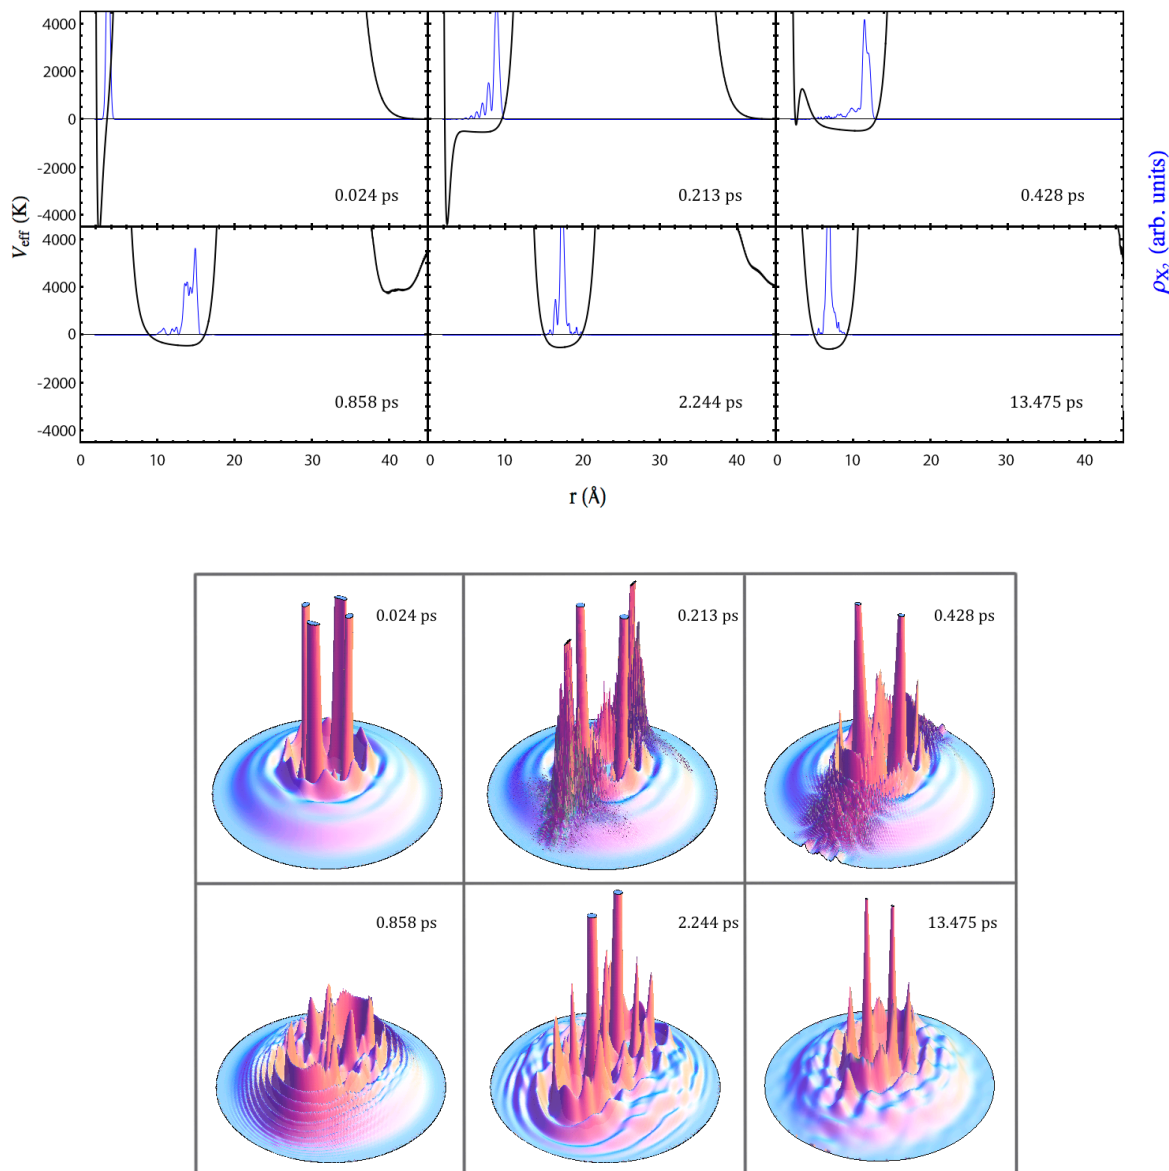 4000
2000
0
-2000
-4000
0.024 ps
0.213 ps
0.428 ps
V_eff (K)
ρ_X₂ (arb. units)
4000
4000
0
-2000
-4000
0.858 ps
2.244 ps
13.475 ps
0 10 20 30 40
0 10 20 30 40
0 10 20 30 40
r (Å)
0.024 ps
0.213 ps
0.428 ps
0.858 ps
2.244 ps
13.475 ps